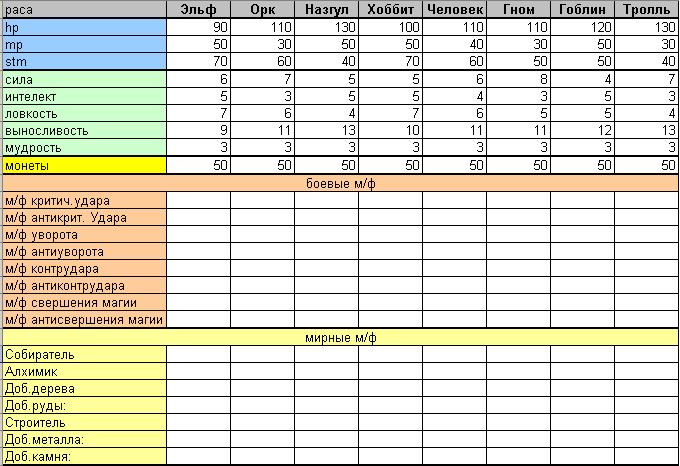 раса Эльф Орк Назгул Хоббит Человек Гном Гоблин Тролль
hp 90 110 130 100 110 110 120 130
mp 50 30 50 50 40 30 50 30
stm 70 60 40 70 60 50 50 40
сила 6 7 5 5 6 8 4 7
интелект 5 3 5 5 4 3 5 3
ловкость 7 6 4 7 6 5 5 4
выносливость 9 11 13 10 11 11 12 13
мудрость 3 3 3 3 3 3 3 3
монеты 50 50 50 50 50 50 50 50
боевые м/ф
м/ф критич.удара
м/ф антикрит. Удара
м/ф уворота
м/ф антиуворота
м/ф контрудара
м/ф антиконтрудара
м/ф свершения магии
м/ф антисвершения магии
мирные м/ф
Собиратель
Алхимик
Доб.дерева
Доб.руды:
Строитель
Доб.металла:
Доб.камня: